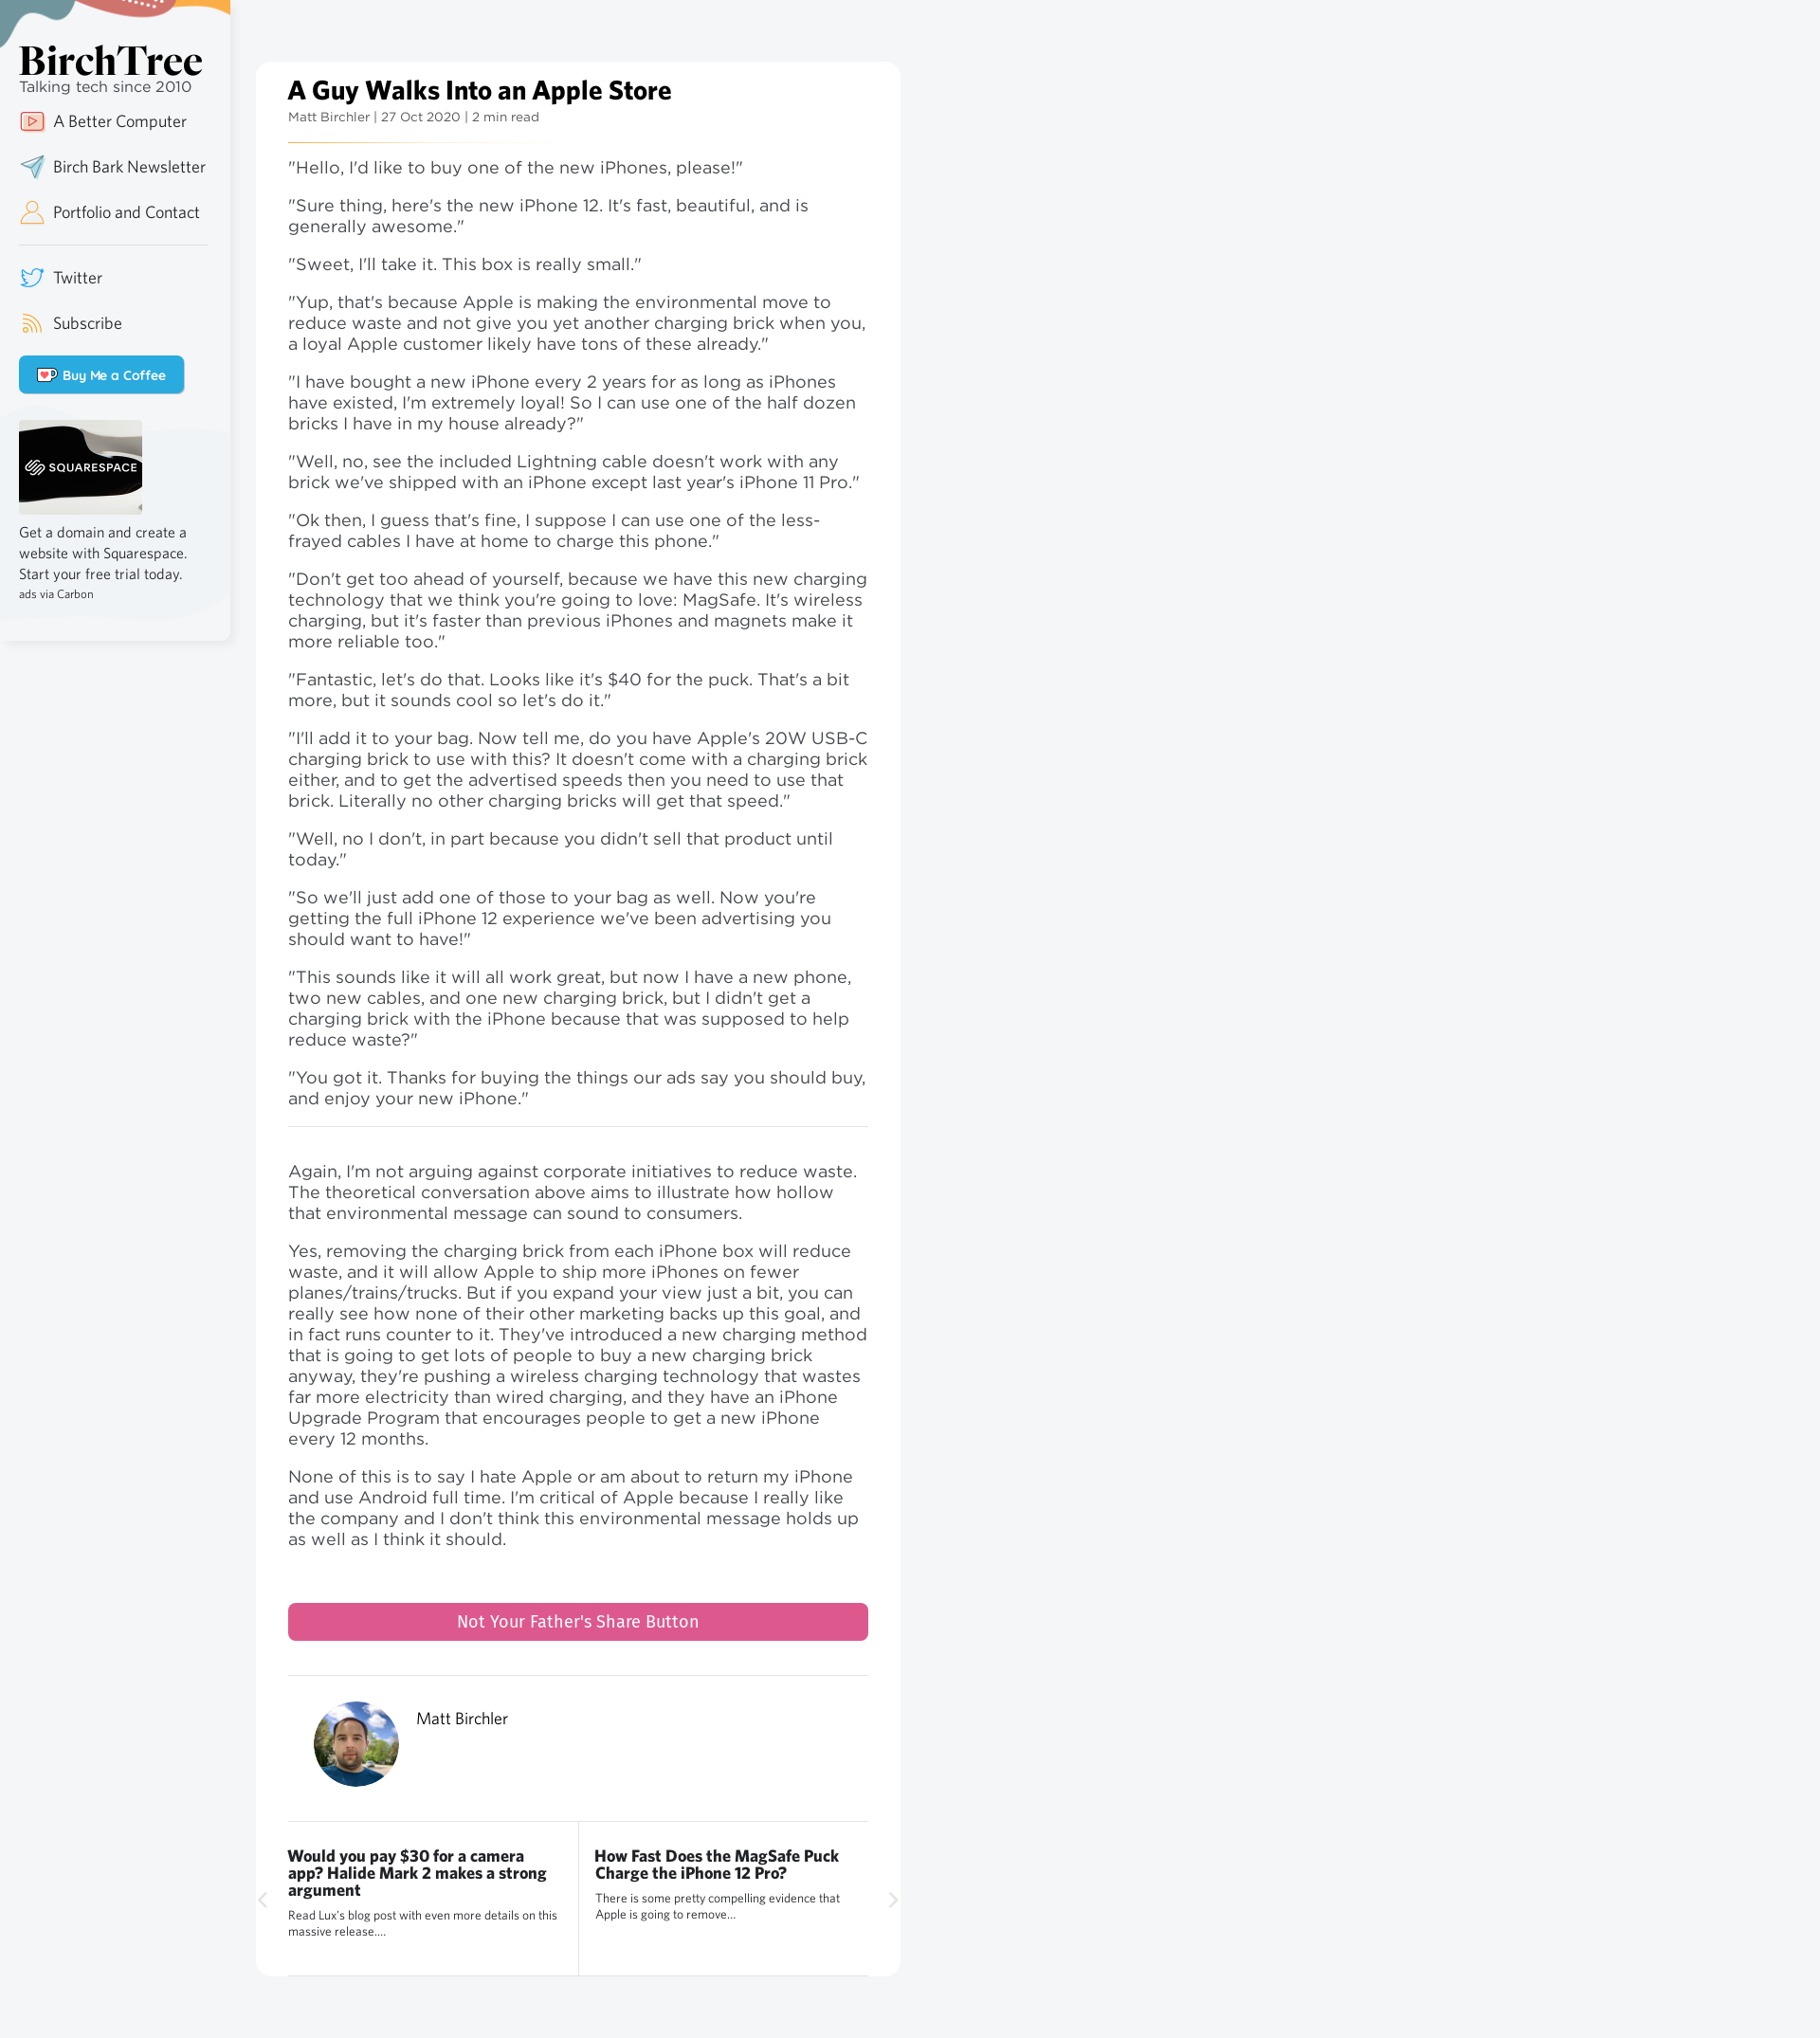 BirchTree
Talking tech since 2010
A Better Computer
Birch Bark Newsletter
Portfolio and Contact
Twitter
Subscribe
Buy Me a Coffee
SQUARESPACE
Get a domain and create a
website with Squarespace.
Start your free trial today.
ads via Carbon
A Guy Walks Into an Apple Store
Matt Birchler | 27 Oct 2020 | 2 min read
"Hello, I'd like to buy one of the new iPhones, please!"
"Sure thing, here's the new iPhone 12. It's fast, beautiful, and is
generally awesome."
"Sweet, I'll take it. This box is really small."
"Yup, that's because Apple is making the environmental move to
reduce waste and not give you yet another charging brick when you,
a loyal Apple customer likely have tons of these already."
"I have bought a new iPhone every 2 years for as long as iPhones
have existed, I'm extremely loyal! So I can use one of the half dozen
bricks I have in my house already?"
"Well, no, see the included Lightning cable doesn't work with any
brick we've shipped with an iPhone except last year's iPhone 11 Pro."
"Ok then, I guess that's fine, I suppose I can use one of the less-
frayed cables I have at home to charge this phone."
"Don't get too ahead of yourself, because we have this new charging
technology that we think you're going to love: MagSafe. It's wireless
charging, but it's faster than previous iPhones and magnets make it
more reliable too."
"Fantastic, let's do that. Looks like it's $40 for the puck. That's a bit
more, but it sounds cool so let's do it."
"I'll add it to your bag. Now tell me, do you have Apple's 20W USB-C
charging brick to use with this? It doesn't come with a charging brick
either, and to get the advertised speeds then you need to use that
brick. Literally no other charging bricks will get that speed."
"Well, no I don't, in part because you didn't sell that product until
today."
"So we'll just add one of those to your bag as well. Now you're
getting the full iPhone 12 experience we've been advertising you
should want to have!"
"This sounds like it will all work great, but now I have a new phone,
two new cables, and one new charging brick, but I didn't get a
charging brick with the iPhone because that was supposed to help
reduce waste?"
"You got it. Thanks for buying the things our ads say you should buy,
and enjoy your new iPhone."
Again, I'm not arguing against corporate initiatives to reduce waste.
The theoretical conversation above aims to illustrate how hollow
that environmental message can sound to consumers.
Yes, removing the charging brick from each iPhone box will reduce
waste, and it will allow Apple to ship more iPhones on fewer
planes/trains/trucks. But if you expand your view just a bit, you can
really see how none of their other marketing backs up this goal, and
in fact runs counter to it. They've introduced a new charging method
that is going to get lots of people to buy a new charging brick
anyway, they're pushing a wireless charging technology that wastes
far more electricity than wired charging, and they have an iPhone
Upgrade Program that encourages people to get a new iPhone
every 12 months.
None of this is to say I hate Apple or am about to return my iPhone
and use Android full time. I'm critical of Apple because I really like
the company and I don't think this environmental message holds up
as well as I think it should.
Not Your Father's Share Button
Matt Birchler
Would you pay $30 for a camera
app? Halide Mark 2 makes a strong
argument
Read Lux's blog post with even more details on this
massive release....
How Fast Does the MagSafe Puck
Charge the iPhone 12 Pro?
There is some pretty compelling evidence that
Apple is going to remove...